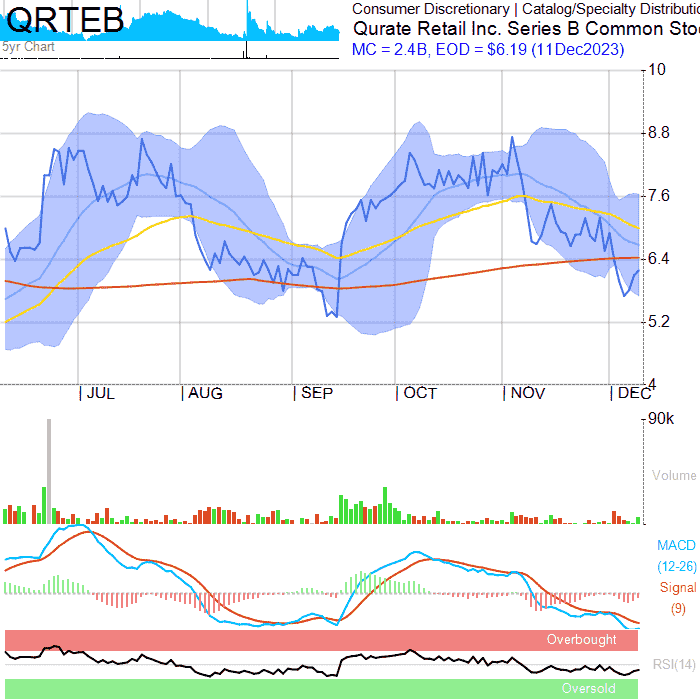 QRTEB
5yr Chart
Consumer Discretionary | Catalog/Specialty Distributio
Qurate Retail Inc. Series B Common Sto
MC = 2.4B, EOD = $6.19 (11Dec2023)
10
8.8
7.6
6.4
5.2
4
| JUL | AUG | SEP | OCT | NOV | DEC
90k
Volume
MACD
(12-26)
Signal
(9)
Overbought
RSI(14)
Oversold